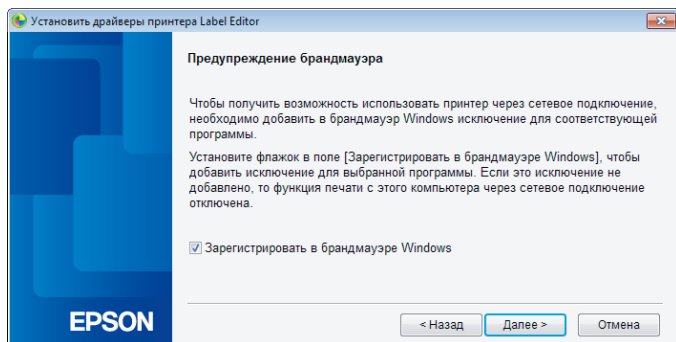 Установить драйверы принтера Label Editor
Предупреждение брандмауэра
Чтобы получить возможность использовать принтер через сетевое подключение,
необходимо добавить в брандмауэр Windows исключение для соответствующей
программы.
Установите флажок в поле [Зарегистрировать в брандмауэре Windows], чтобы
добавить исключение для выбранной программы. Если это исключение не
добавлено, то функция печати с этого компьютера через сетевое подключение
отключена.
Зарегистрировать в брандмауэре Windows
EPSON
< Назад
Далее >
Отмена